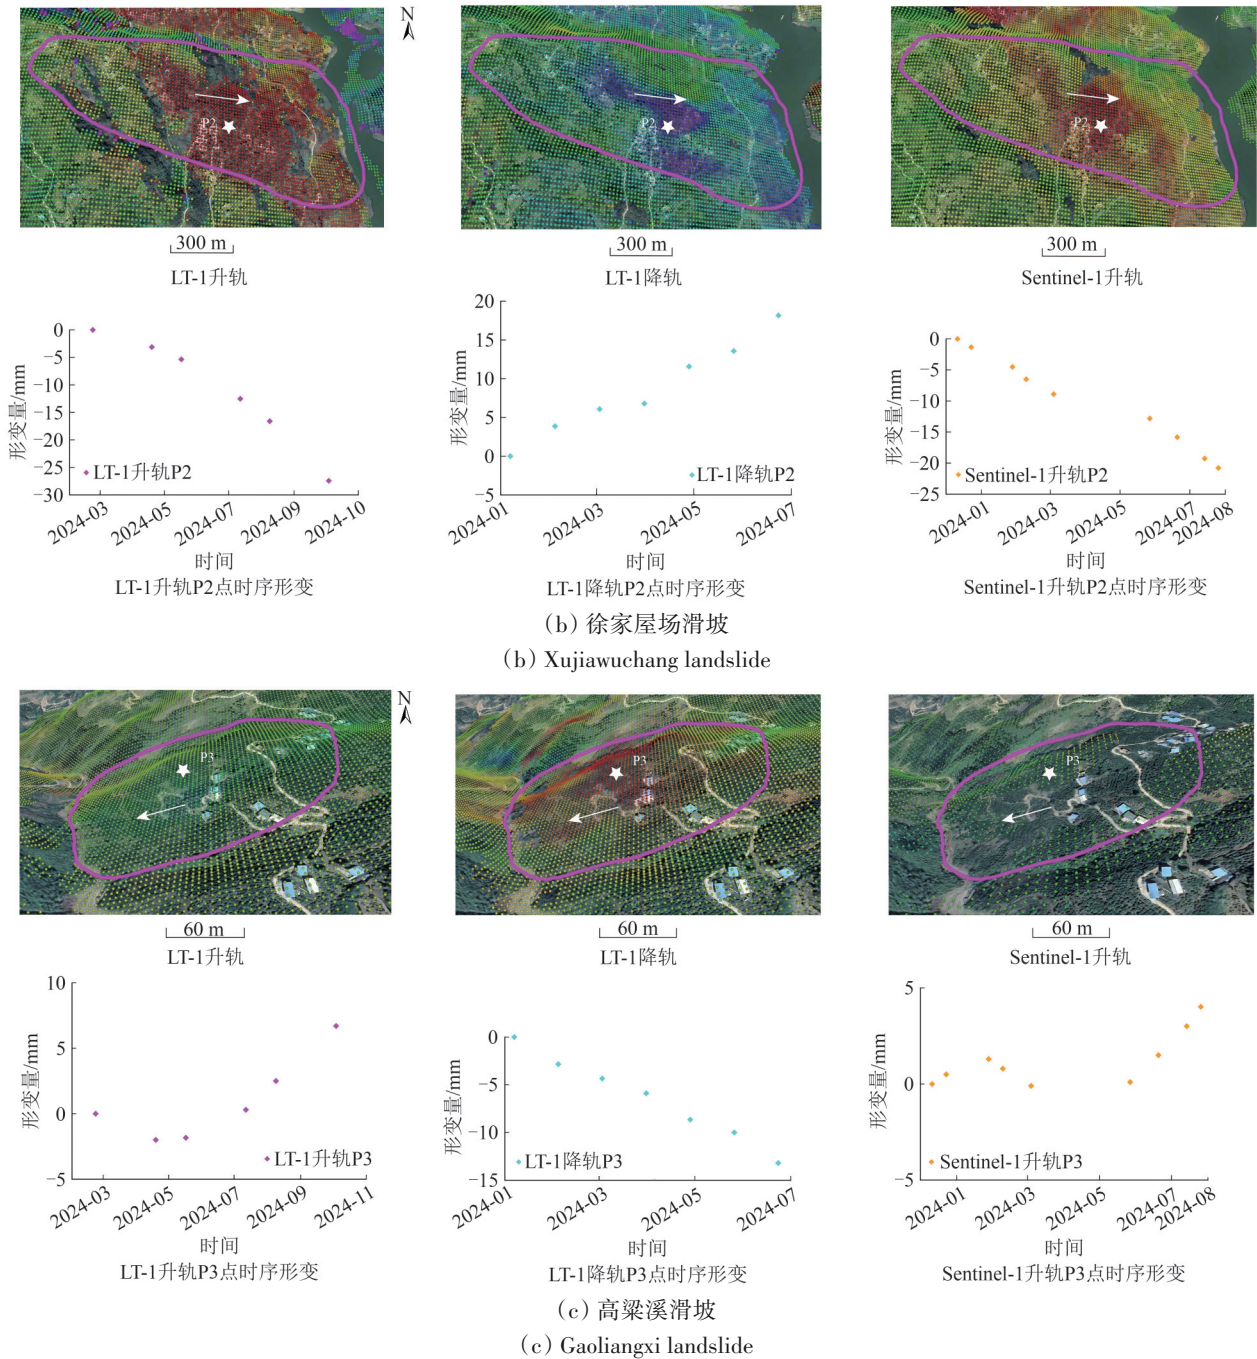 N
P2
P2
P2
300 m
300 m
300 m
LT-1升轨
LT-1降轨
Sentinel-1升轨
0
−5
−10
−15
−20
−25
−30
形变量/mm
LT-1升轨P2
2024-03
2024-05
2024-07
2024-09
2024-10
时间
LT-1升轨P2点时序形变
20
15
10
5
0
−5
形变量/mm
LT-1降轨P2
2024-01
2024-03
2024-05
2024-07
时间
LT-1降轨P2点时序形变
0
−5
−10
−15
−20
−25
形变量/mm
Sentinel-1升轨P2
2024-01
2024-03
2024-05
2024-07
2024-08
时间
Sentinel-1升轨P2点时序形变
(b) 徐家屋场滑坡
(b) Xujiawuchang landslide
N
P3
P3
P3
60 m
60 m
60 m
LT-1升轨
LT-1降轨
Sentinel-1升轨
10
5
0
−5
形变量/mm
LT-1升轨P3
2024-03
2024-05
2024-07
2024-09
2024-11
时间
LT-1升轨P3点时序形变
0
−5
−10
−15
形变量/mm
LT-1降轨P3
2024-01
2024-03
2024-05
2024-07
时间
LT-1降轨P3点时序形变
5
0
−5
形变量/mm
Sentinel-1升轨P3
2024-01
2024-03
2024-05
2024-07
2024-08
时间
Sentinel-1升轨P3点时序形变
(c) 高粱溪滑坡
(c) Gaoliangxi landslide